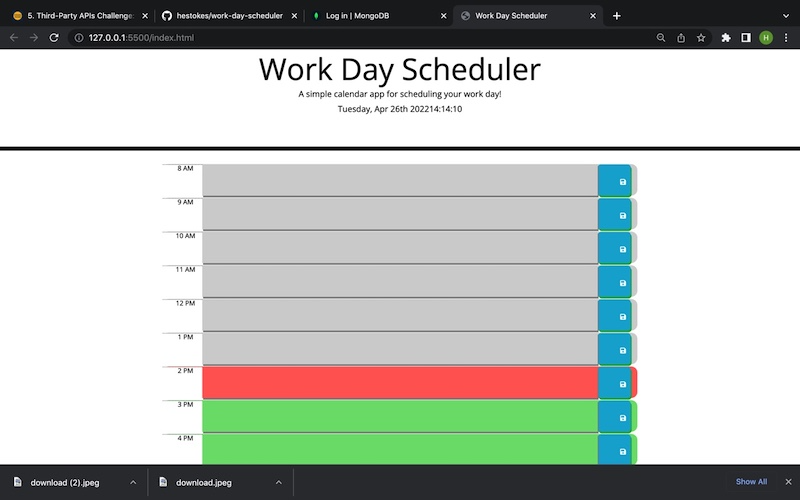 5. Third-Party APIs Challenge:
hestokes/work-day-scheduler
Log in | MongoDB
Work Day Scheduler
127.0.0.1:5500/index.html
H
Work Day Scheduler
A simple calendar app for scheduling your work day!
Tuesday, Apr 26th 202214:14:10
8 AM
9 AM
10 AM
11 AM
12 PM
1 PM
2 PM
3 PM
4 PM
download (2).jpeg
download.jpeg
Show All